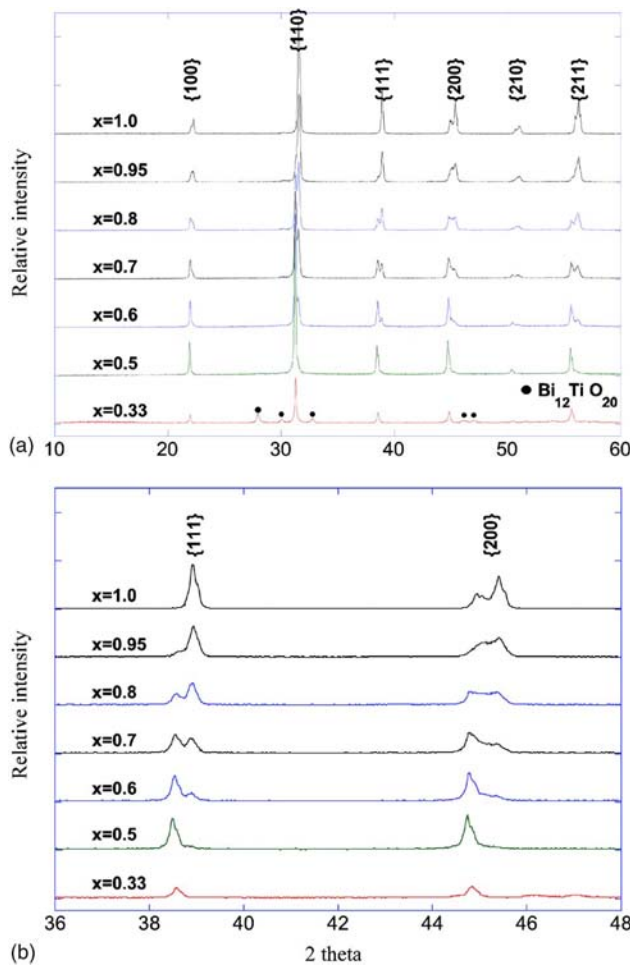 {100}
{110}
{111}
{200}
{210}
{211}
x=1.0
x=0.95
x=0.8
x=0.7
x=0.6
x=0.5
x=0.33
● Bi12Ti O20
Relative intensity
10 20 30 40 50 60
(a)
{111}
{200}
x=1.0
x=0.95
x=0.8
x=0.7
x=0.6
x=0.5
x=0.33
Relative intensity
36 38 40 42 44 46 48
(b)
2 theta